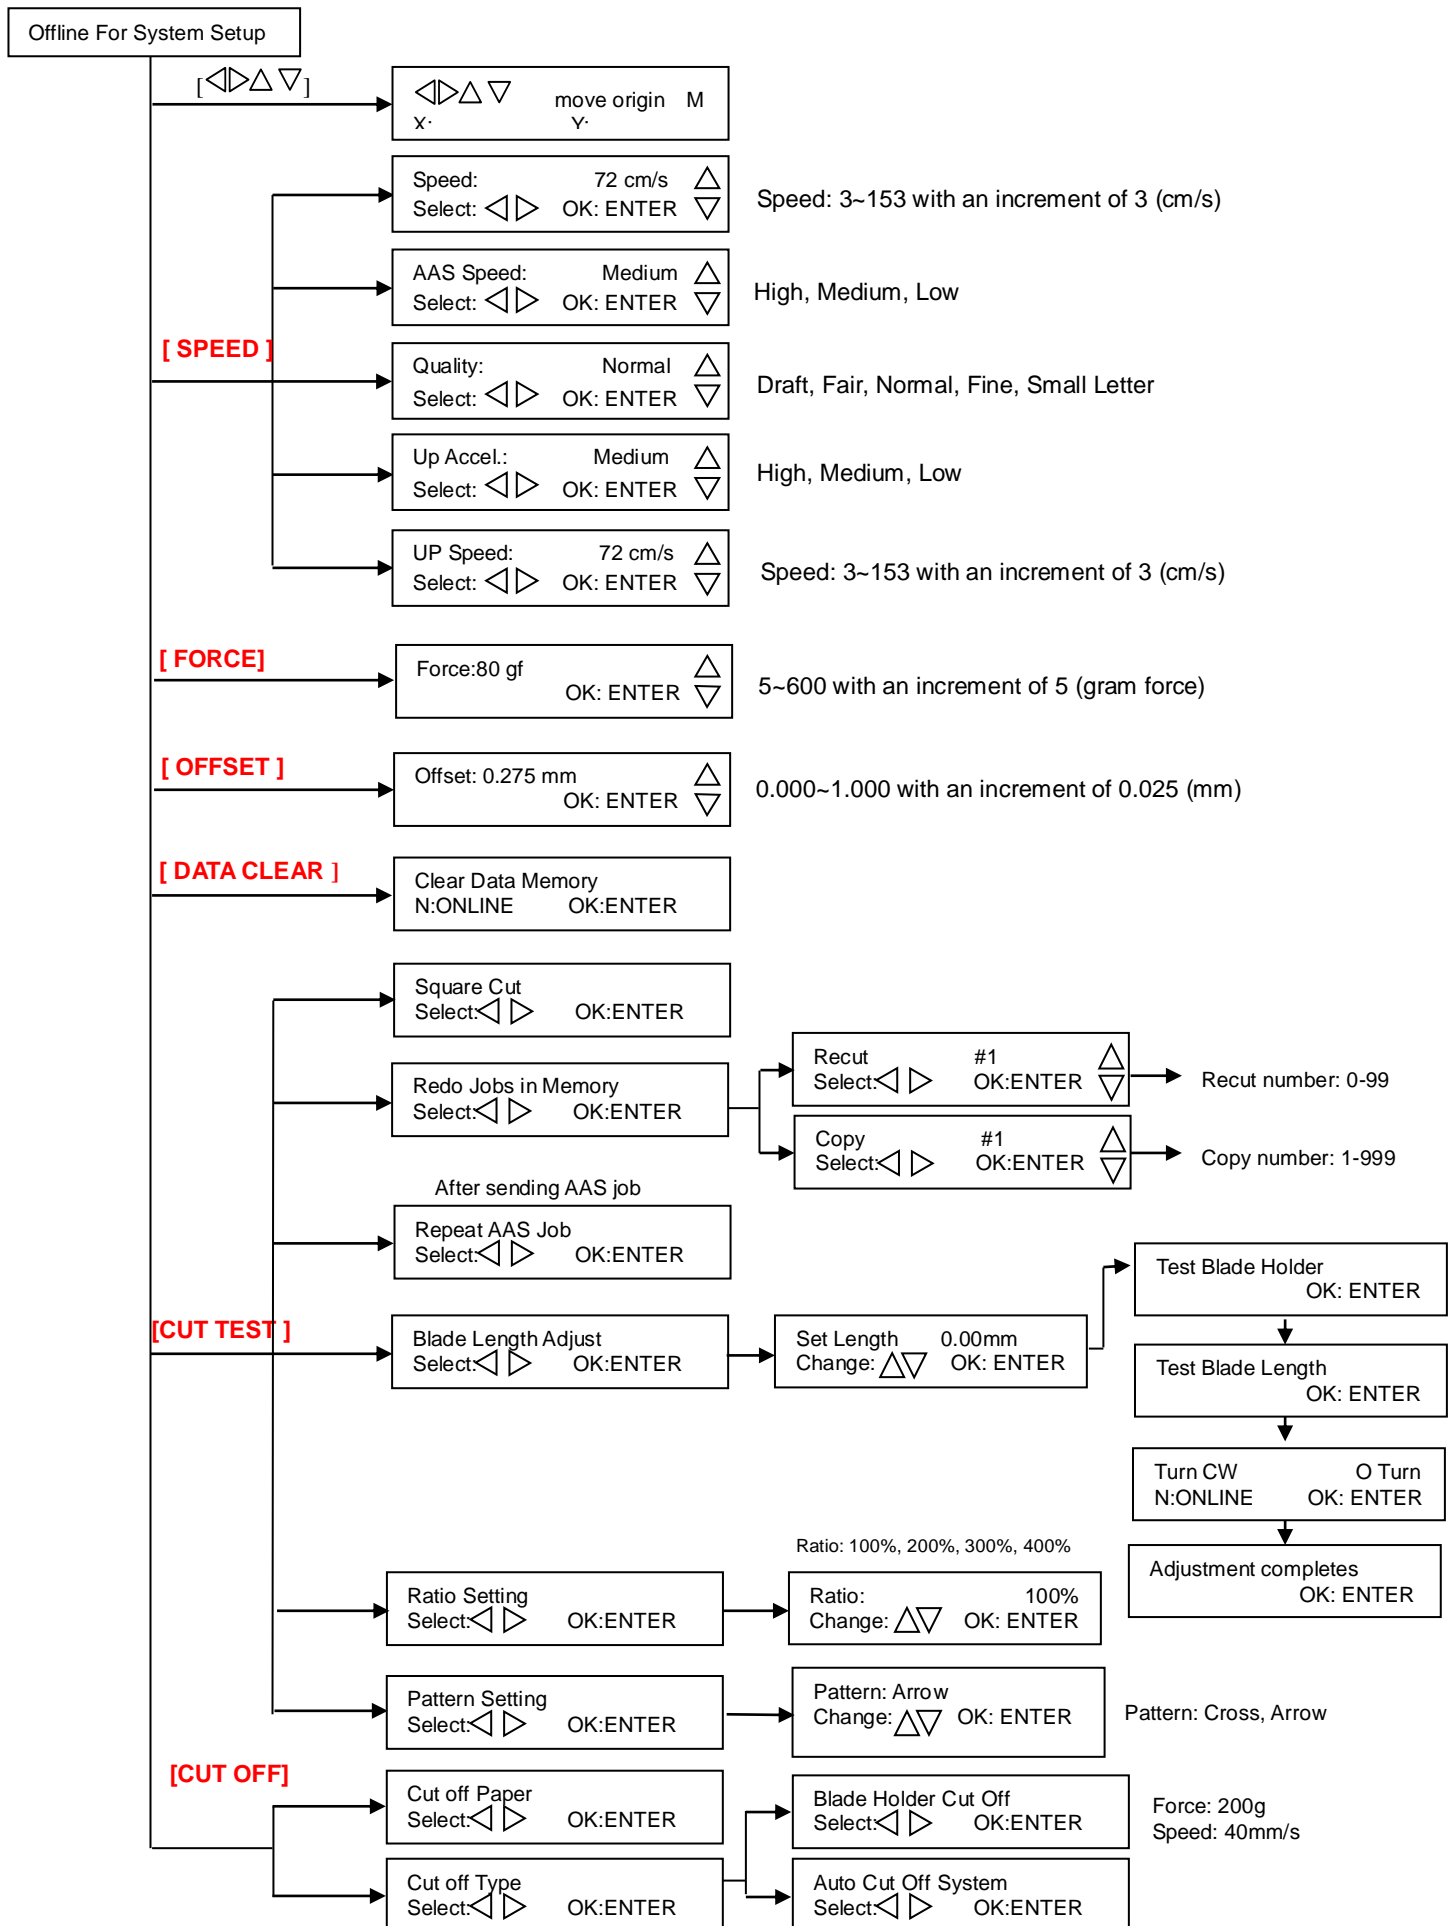 Offline For System Setup
[◁▷△ ▽]
◁▷△ ▽ move origin M
X: Y:
Speed: 72 cm/s △
Select: ◁ ▷ OK: ENTER ▽
Speed: 3~153 with an increment of 3 (cm/s)
AAS Speed: Medium △
Select: ◁ ▷ OK: ENTER ▽
High, Medium, Low
[ SPEED ]
Quality: Normal △
Select: ◁ ▷ OK: ENTER ▽
Draft, Fair, Normal, Fine, Small Letter
Up Accel.: Medium △
Select: ◁ ▷ OK: ENTER ▽
High, Medium, Low
UP Speed: 72 cm/s △
Select: ◁ ▷ OK: ENTER ▽
Speed: 3~153 with an increment of 3 (cm/s)
[ FORCE]
Force:80 gf △
OK: ENTER ▽
5~600 with an increment of 5 (gram force)
[ OFFSET ]
Offset: 0.275 mm △
OK: ENTER ▽
0.000~1.000 with an increment of 0.025 (mm)
[ DATA CLEAR ]
Clear Data Memory
N:ONLINE OK:ENTER
Square Cut
Select:◁ ▷ OK:ENTER
Redo Jobs in Memory
Select:◁ ▷ OK:ENTER
Recut #1 △
Select:◁ ▷ OK:ENTER ▽
Recut number: 0-99
Copy #1 △
Select:◁ ▷ OK:ENTER ▽
Copy number: 1-999
After sending AAS job
Repeat AAS Job
Select:◁ ▷ OK:ENTER
[CUT TEST ]
Blade Length Adjust
Select:◁ ▷ OK:ENTER
Set Length 0.00mm
Change: △▽ OK: ENTER
Test Blade Holder
OK: ENTER
Test Blade Length
OK: ENTER
Turn CW O Turn
N:ONLINE OK: ENTER
Adjustment completes
OK: ENTER
Ratio Setting
Select:◁ ▷ OK:ENTER
Ratio: 100%, 200%, 300%, 400%
Ratio: 100%
Change: △▽ OK: ENTER
Pattern Setting
Select:◁ ▷ OK:ENTER
Pattern: Arrow
Change: △▽ OK: ENTER
Pattern: Cross, Arrow
[CUT OFF]
Cut off Paper
Select:◁ ▷ OK:ENTER
Cut off Type
Select:◁ ▷ OK:ENTER
Blade Holder Cut Off
Select:◁ ▷ OK:ENTER
Force: 200g
Speed: 40mm/s
Auto Cut Off System
Select:◁ ▷ OK:ENTER